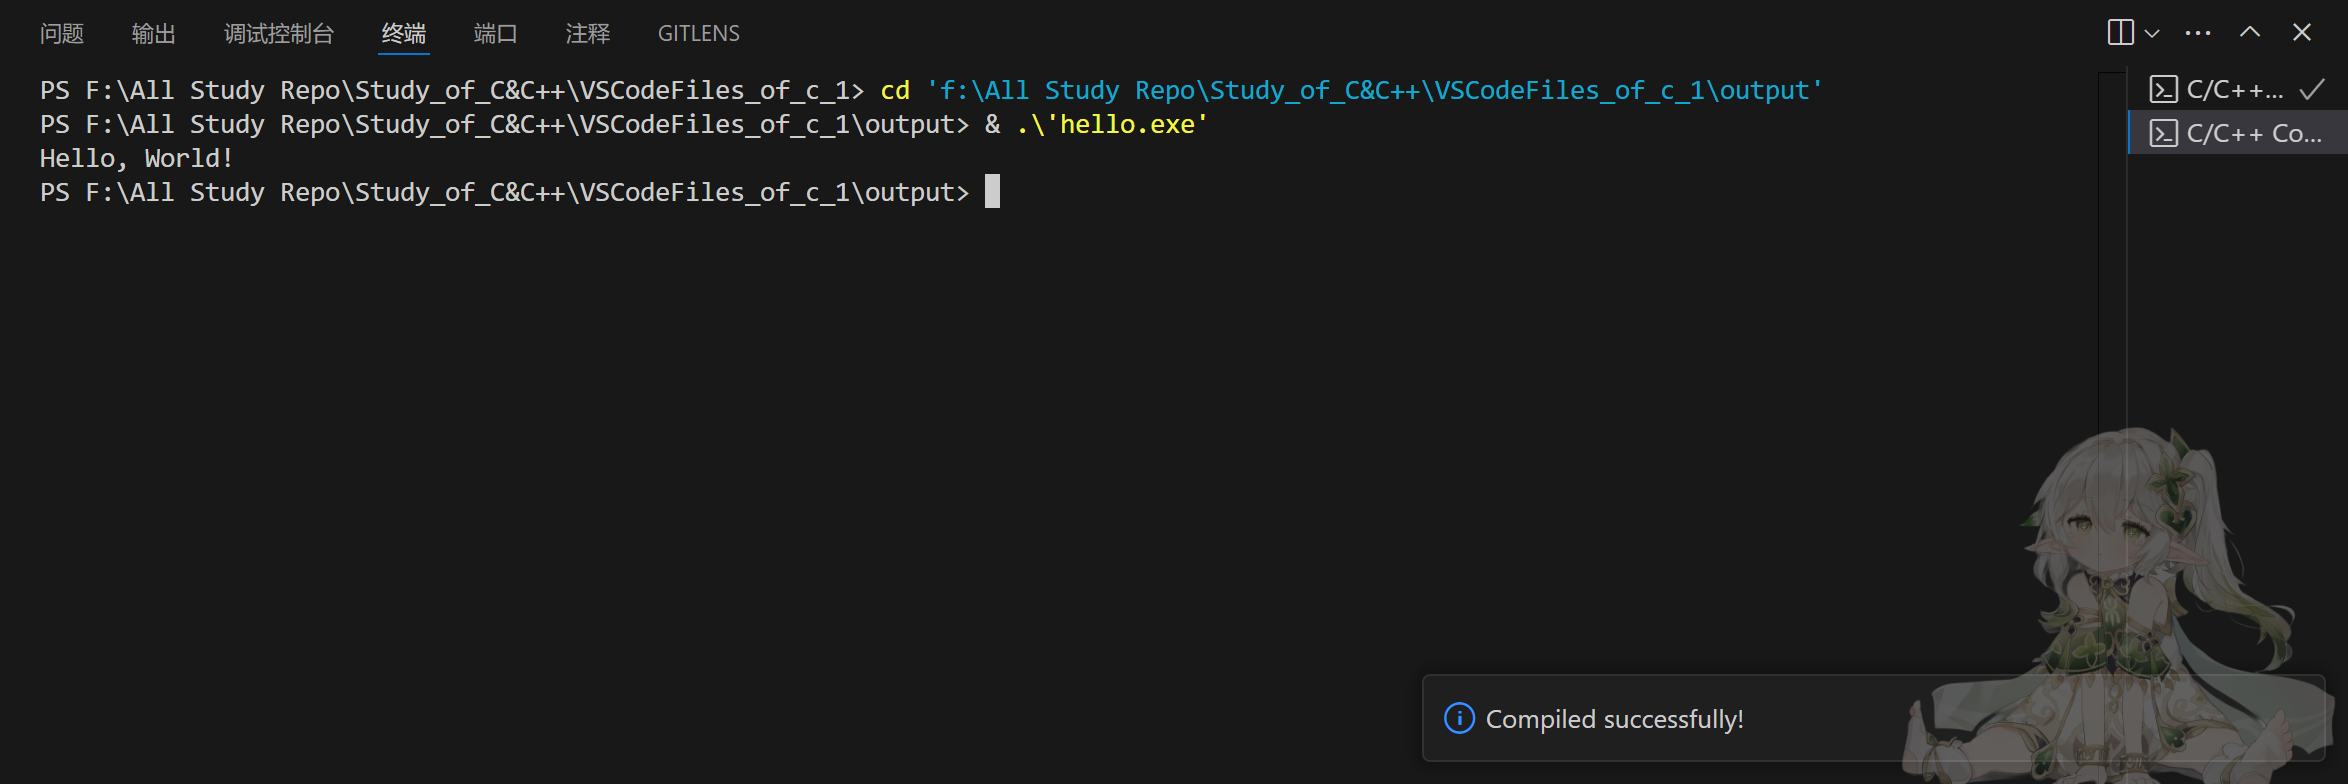 问题 输出 调试控制台 终端 端口 注释 GITLENS
PS F:\All Study Repo\Study_of_C&C++\VSCodeFiles_of_c_1> cd 'f:\All Study Repo\Study_of_C&C++\VSCodeFiles_of_c_1\output'
PS F:\All Study Repo\Study_of_C&C++\VSCodeFiles_of_c_1\output> & .\'hello.exe'
Hello, World!
PS F:\All Study Repo\Study_of_C&C++\VSCodeFiles_of_c_1\output>
C/C++...
C/C++ Co...
Compiled successfully!